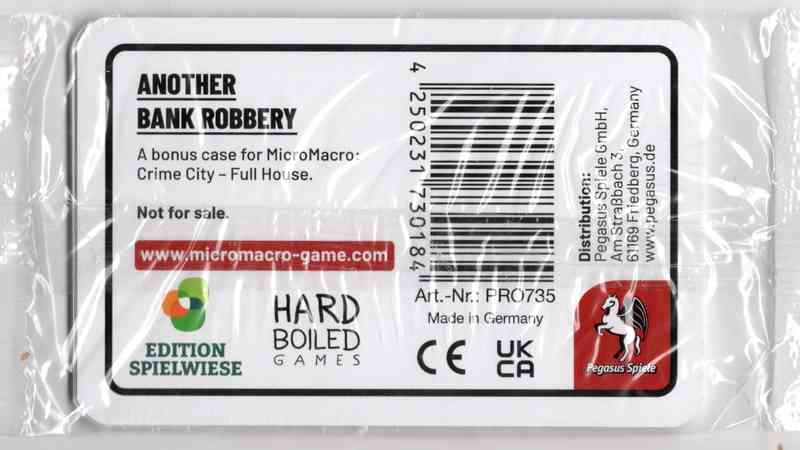 ANOTHER
BANK ROBBERY
A bonus case for MicroMacro:
Crime City – Full House.
Not for sale.
www.micromacro-game.com
EDITION
SPIELWIESE
HARD
BOILED
GAMES
4 250231 730184
Art.-Nr.: PRO735
Made in Germany
CE
UK
CA
Distribution:
Pegasus Spiele GmbH,
Am Straßbach 3,
61169 Friedberg, Germany
www.pegasus.de
Pegasus Spiele